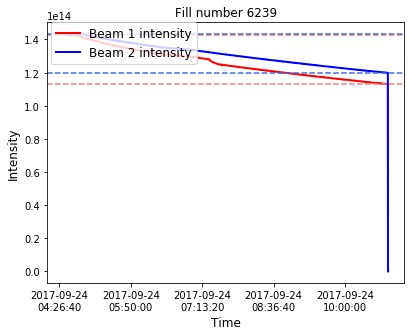 Fill number 6239
1e14
Beam 1 intensity
Beam 2 intensity
1.4
1.2
1.0
0.8
0.6
0.4
0.2
0.0
Intensity
2017-09-24 2017-09-24 2017-09-24 2017-09-24 2017-09-24
04:26:40 05:50:00 07:13:20 08:36:40 10:00:00
Time